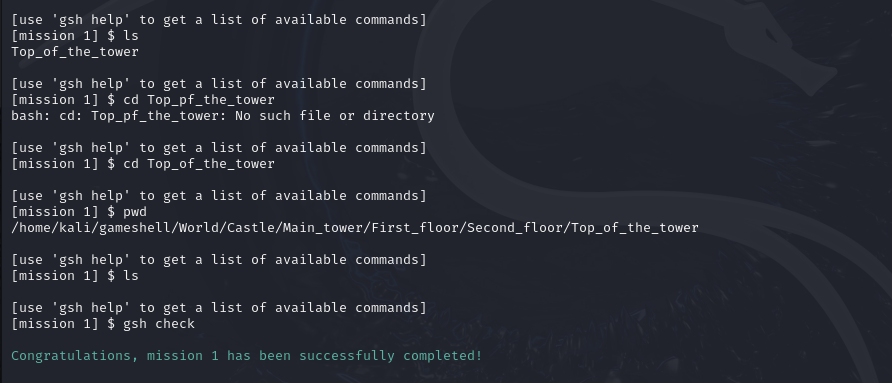 [use 'gsh help' to get a list of available commands]
[mission 1] $ ls
Top_of_the_tower
[use 'gsh help' to get a list of available commands]
[mission 1] $ cd Top_pf_the_tower
bash: cd: Top_pf_the_tower: No such file or directory
[use 'gsh help' to get a list of available commands]
[mission 1] $ cd Top_of_the_tower
[use 'gsh help' to get a list of available commands]
[mission 1] $ pwd
/home/kali/gameshell/World/Castle/Main_tower/First_floor/Second_floor/Top_of_the_tower
[use 'gsh help' to get a list of available commands]
[mission 1] $ ls
[use 'gsh help' to get a list of available commands]
[mission 1] $ gsh check
Congratulations, mission 1 has been successfully completed!